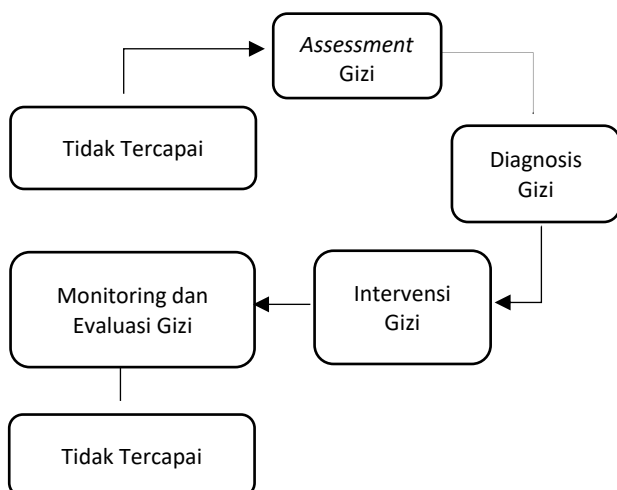 Assessment
Gizi
Tidak Tercapai
Diagnosis
Gizi
Monitoring dan
Evaluasi Gizi
Intervensi
Gizi
Tidak Tercapai